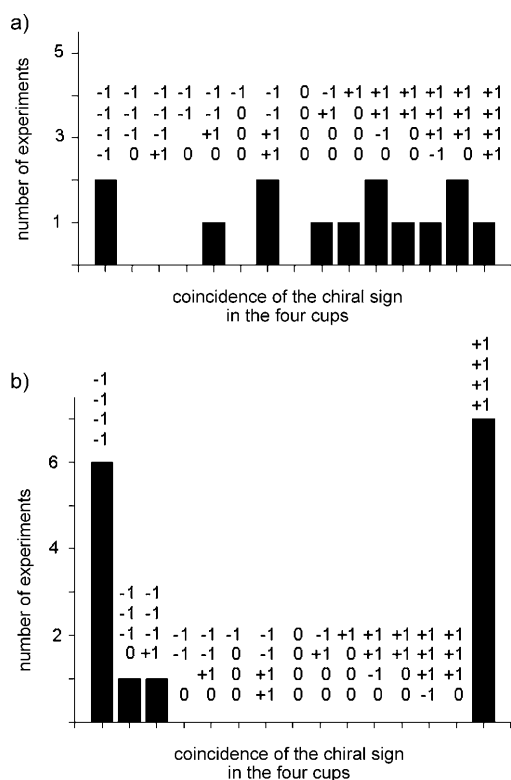 a)
number of experiments
5
3
1
-1 -1 -1 -1 -1 -1 -1 0 -1 +1 +1 +1 +1 +1 +1
-1 -1 -1 -1 -1 0 -1 0 +1 0 +1 +1 +1 +1 +1
-1 -1 -1 +1 0 +1 0 0 0 -1 0 +1 +1 +1
-1 0 +1 0 0 0 +1 0 0 0 0 0 -1 0 +1
coincidence of the chiral sign
in the four cups
b)
number of experiments
6
4
2
-1
-1
-1
-1
-1 -1
-1 -1
-1 -1
0 +1
-1 -1 -1 -1 0 -1 +1 +1 +1 +1 +1
-1 -1 0 -1 0 +1 0 +1 +1 +1 +1
+1 0 +1 0 0 0 -1 0 +1 +1
0 0 0 +1 0 0 0 0 0 -1 0
+1
+1
+1
+1
coincidence of the chiral sign
in the four cups